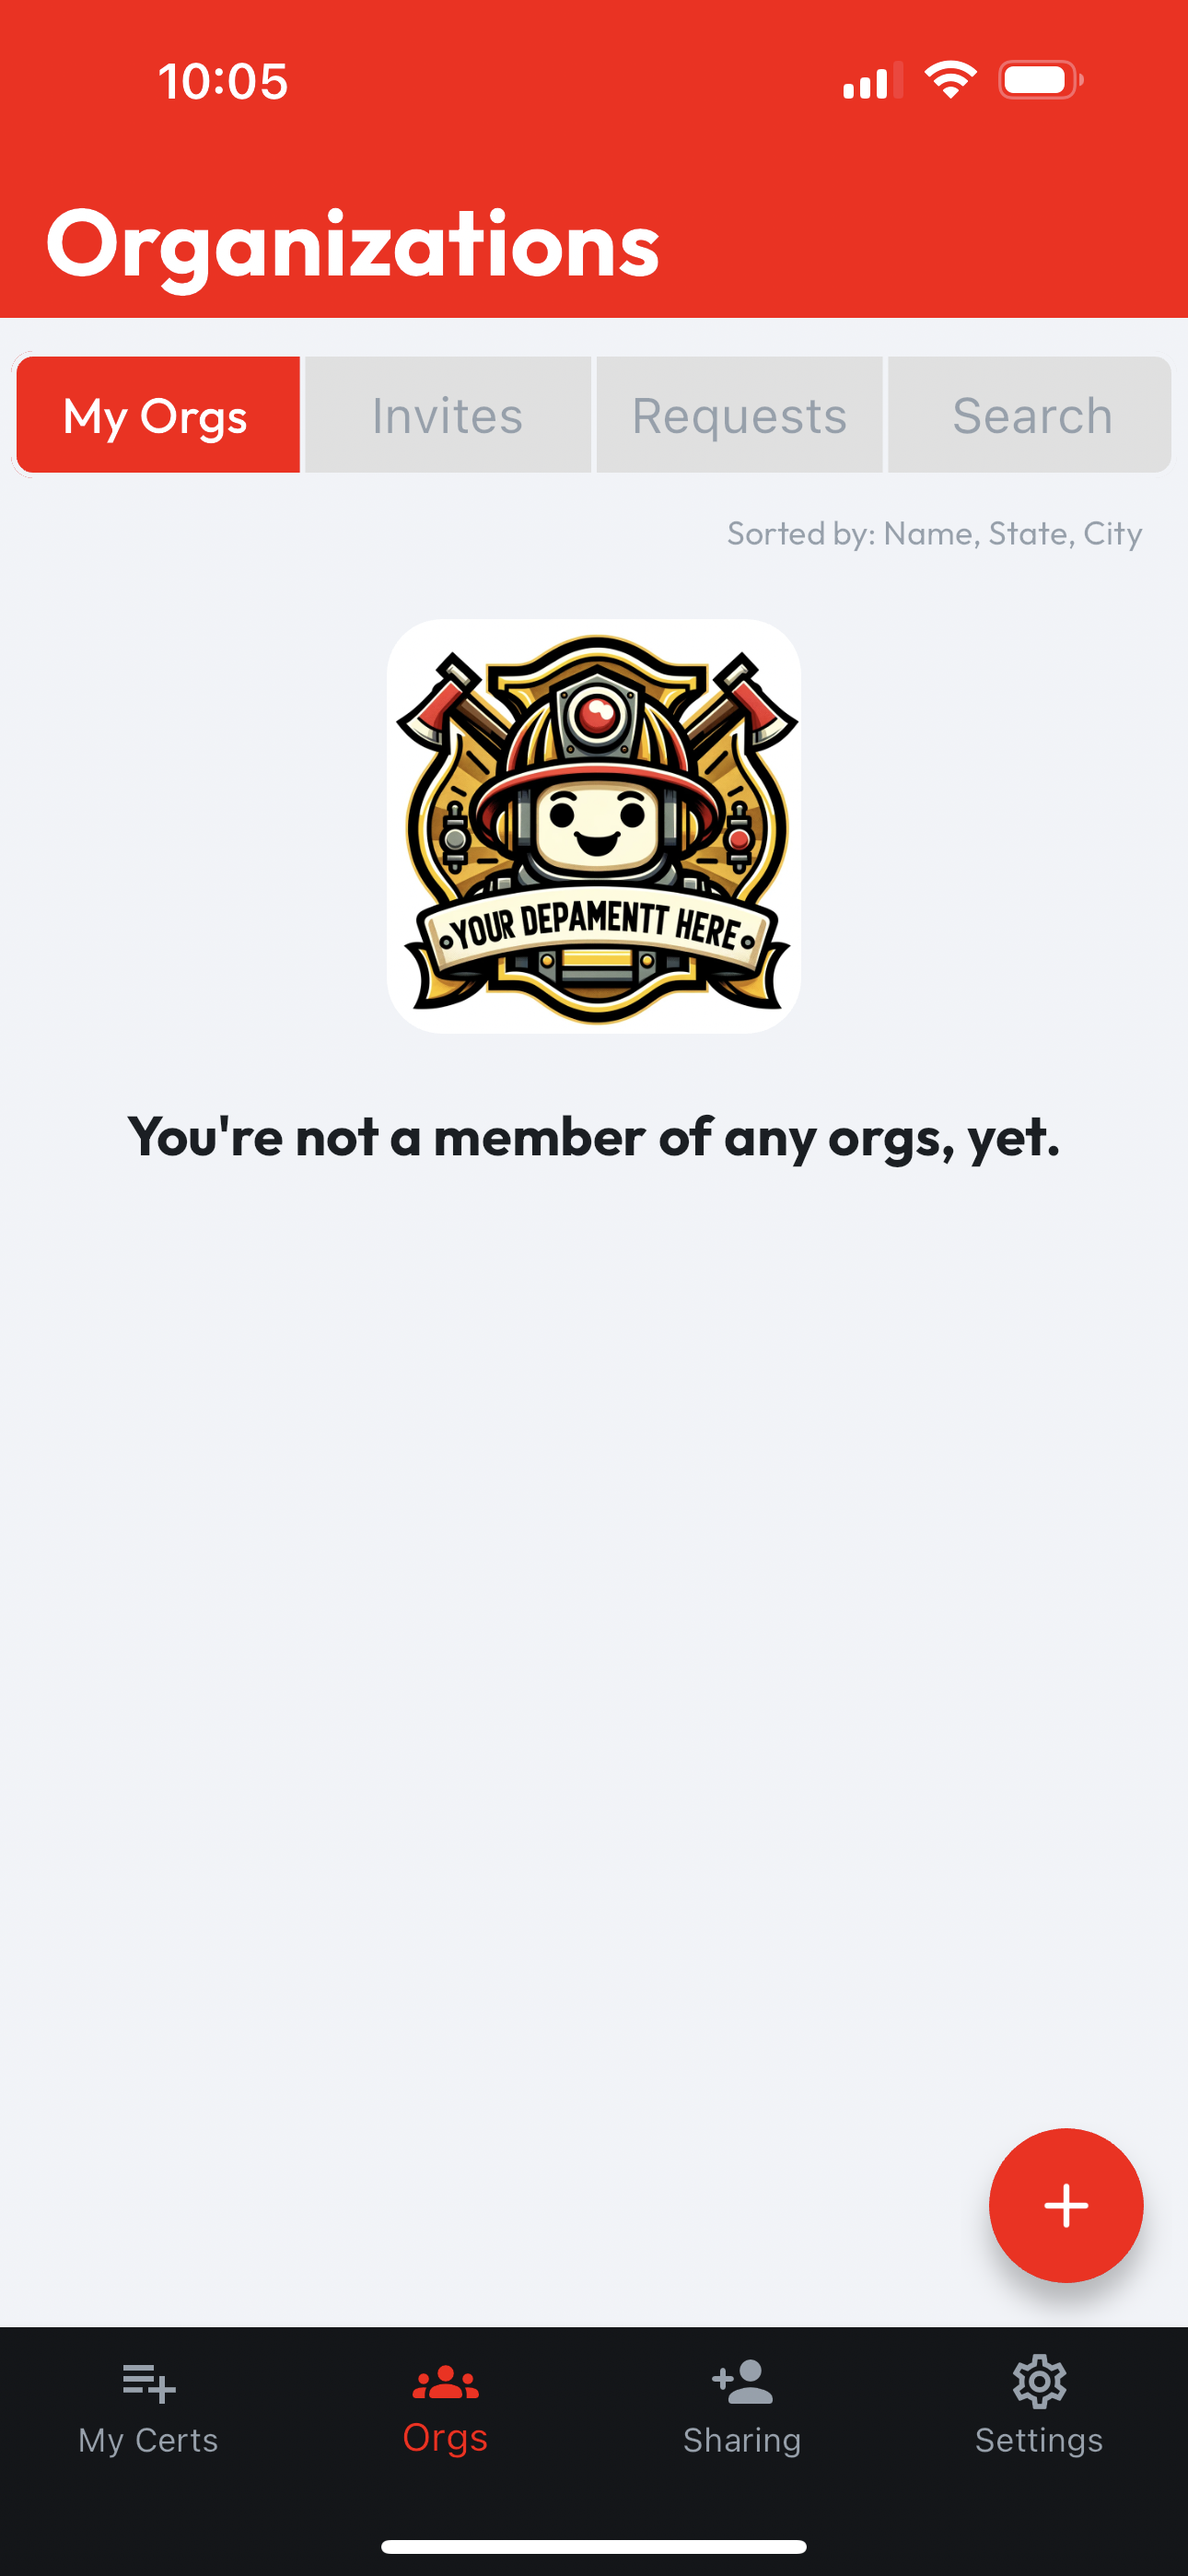 10:05
Organizations
My Orgs Invites Requests Search
Sorted by: Name, State, City
YOUR DEPAMENTT HERE
You're not a member of any orgs, yet.
My Certs Orgs Sharing Settings